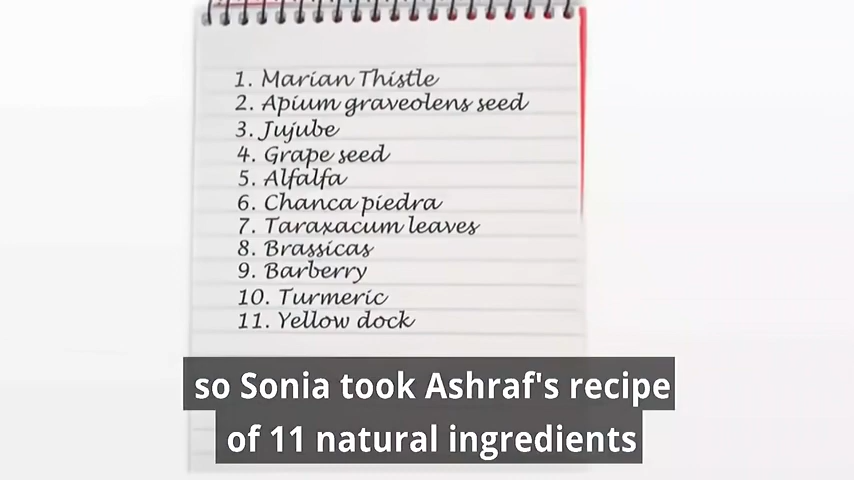 1. Marian Thistle
2. Apium graveolens seed
3. Jujube
4. Grape seed
5. Alfalfa
6. Chanca piedra
7. Taraxacum leaves
8. Brassicas
9. Barberry
10. Turmeric
11. Yellow dock
so Sonia took Ashraf's recipe
of 11 natural ingredients